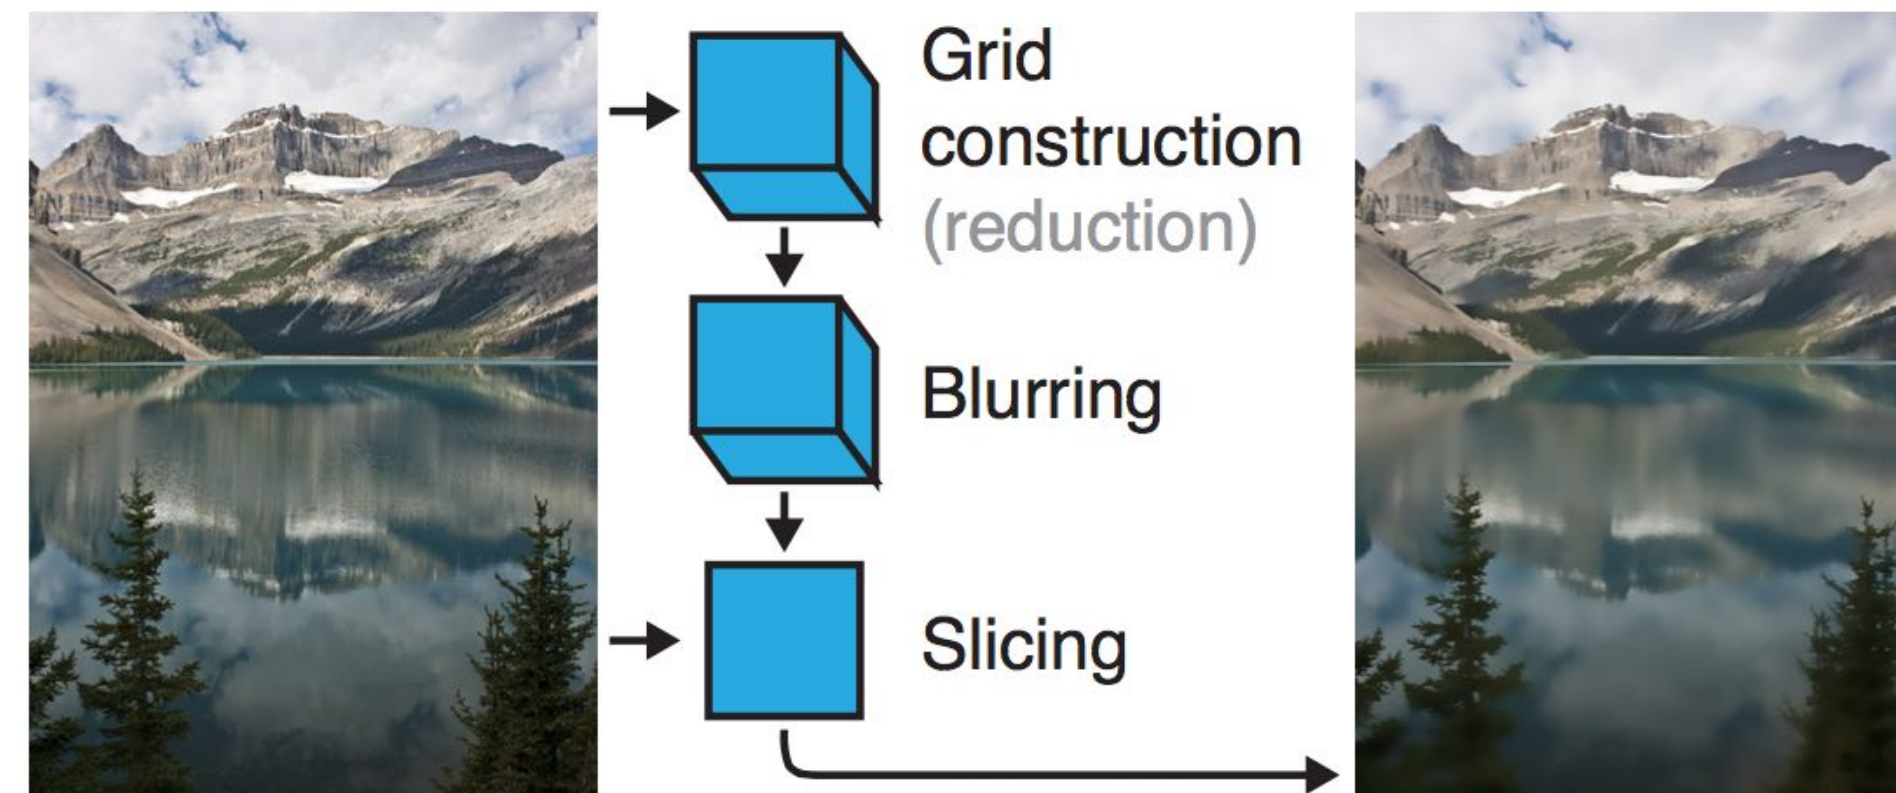 Grid
construction
(reduction)
Blurring
Slicing